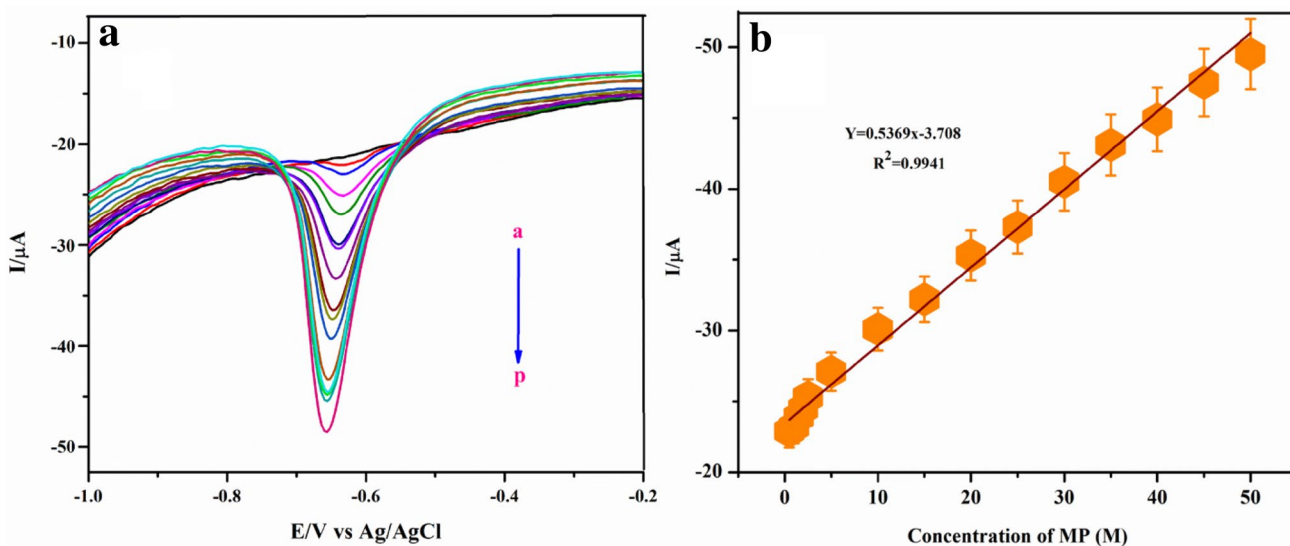 a
-10
-20
-30
-40
-50
I/µA
-1.0 -0.8 -0.6 -0.4 -0.2
E/V vs Ag/AgCl
a
p
b
-50
-40
-30
-20
I/µA
Y=0.5369x-3.708
R²=0.9941
0 10 20 30 40 50
Concentration of MP (M)